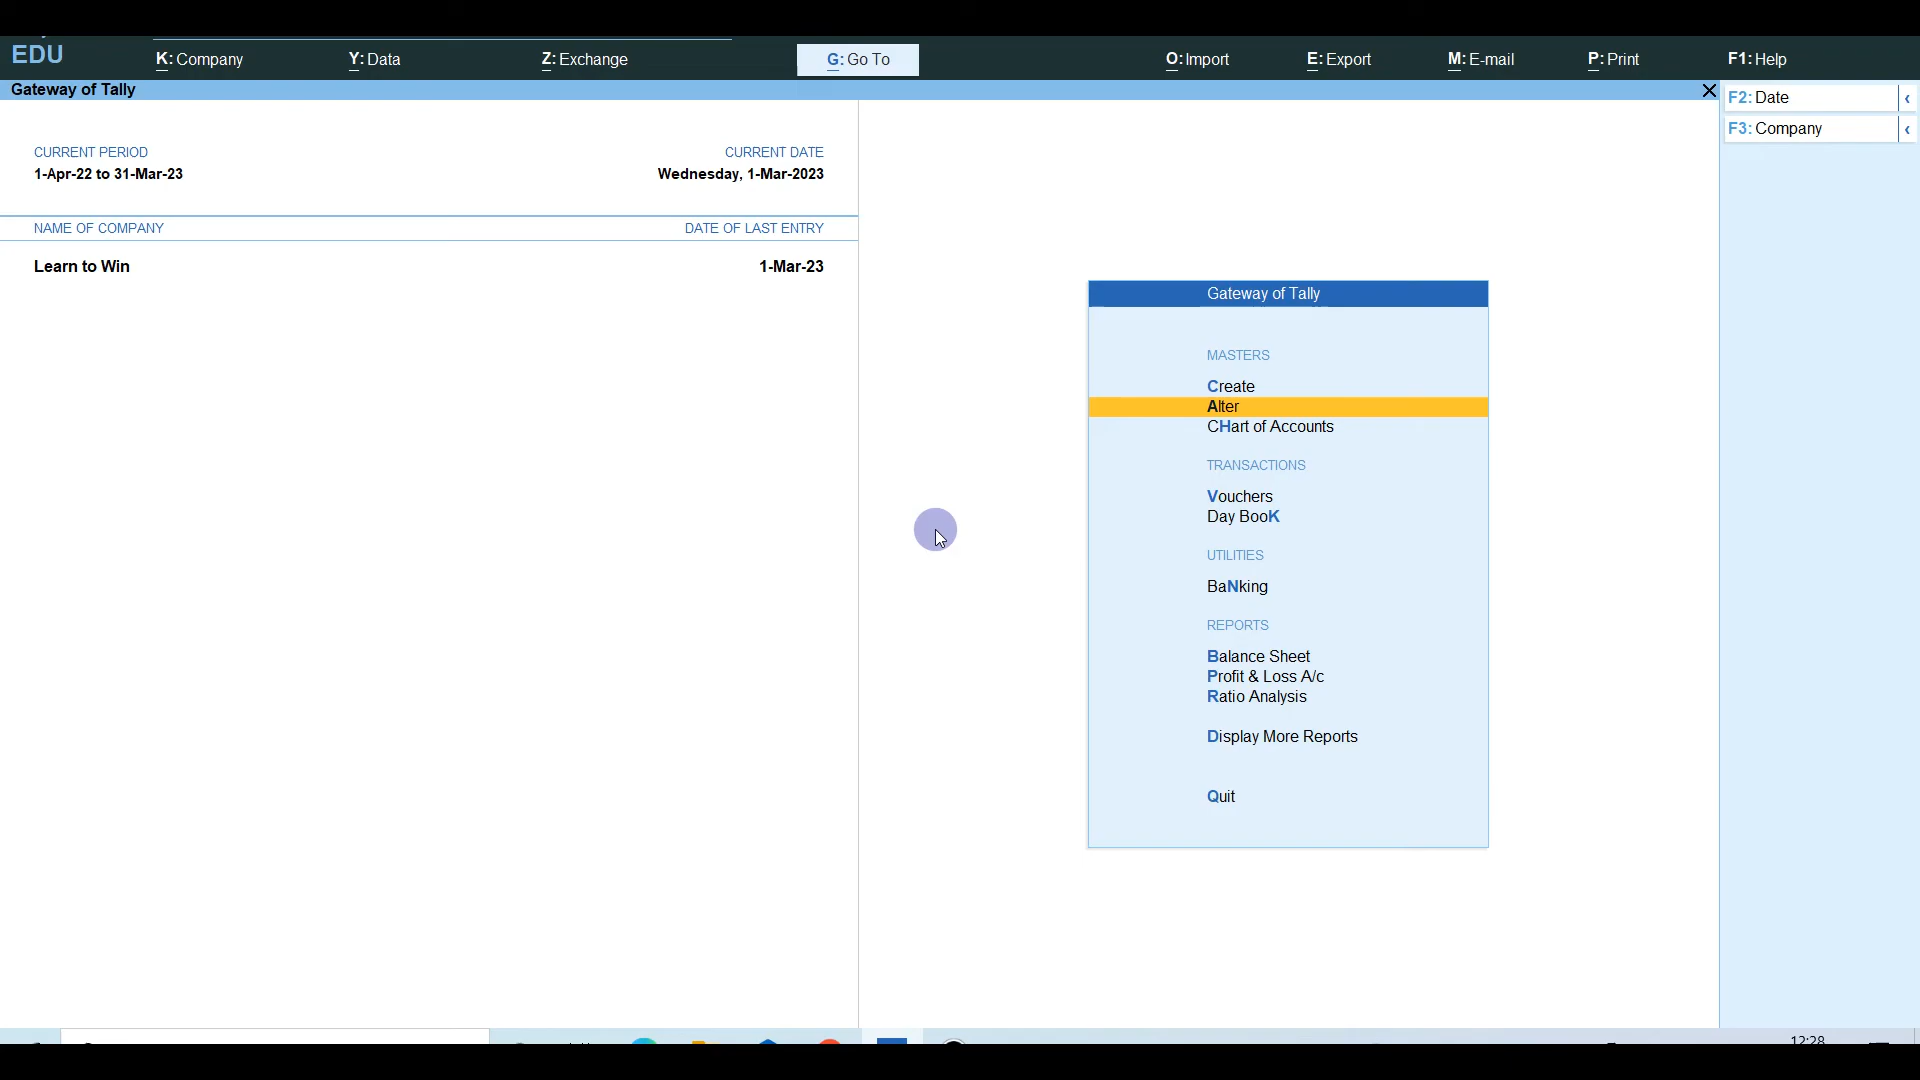 EDU
K: Company
Y: Data
Z: Exchange
G: Go To
O: Import
E: Export
M: E-mail
P: Print
F1: Help
Gateway of Tally
F2: Date
F3: Company
CURRENT PERIOD
CURRENT DATE
1-Apr-22 to 31-Mar-23
Wednesday, 1-Mar-2023
NAME OF COMPANY
DATE OF LAST ENTRY
Learn to Win
1-Mar-23
Gateway of Tally
MASTERS
Create
Alter
CHart of Accounts
TRANSACTIONS
Vouchers
Day BooK
UTILITIES
BaNking
REPORTS
Balance Sheet
Profit & Loss A/c
Ratio Analysis
Display More Reports
Quit
12:28